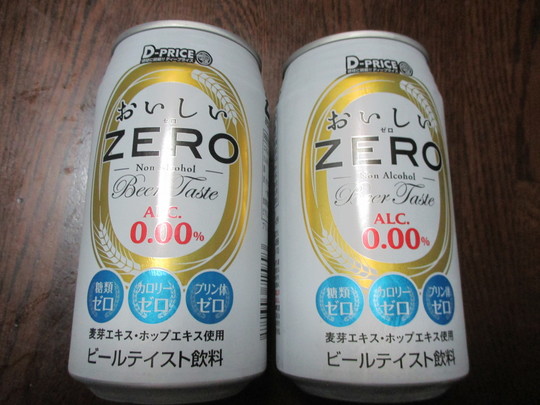 D-PRICE
おいしい
ゼロ
ZERO
Non Alcohol
Beer Taste
ALC.
0.00%
糖類
ゼロ
カロリー
ゼロ
プリン体
ゼロ
麦芽エキス・ホップエキス使用
ビールテイスト飲料
D-PRICE
おいしい
ゼロ
ZERO
Non Alcohol
Beer Taste
ALC.
0.00%
糖類
ゼロ
カロリー
ゼロ
プリン体
ゼロ
麦芽エキス・ホップエキス使用
ビールテイスト飲料